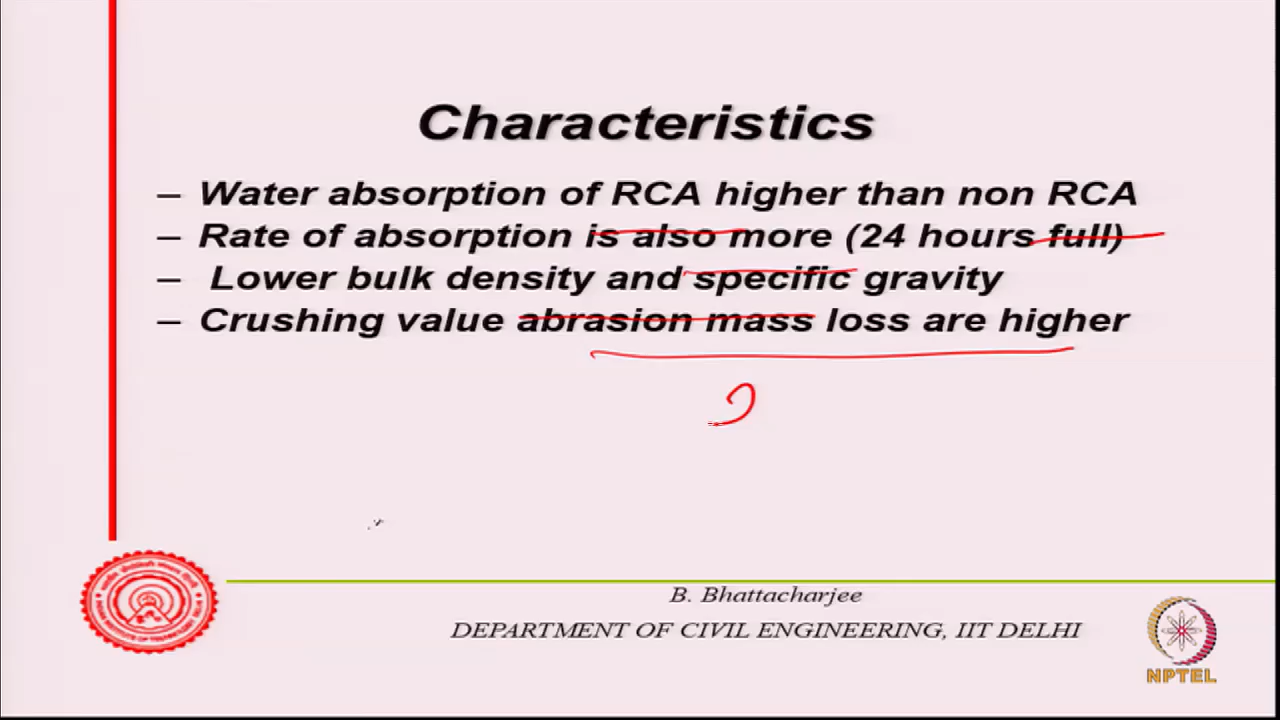 Characteristics
– Water absorption of RCA higher than non RCA
– Rate of absorption is also more (24 hours full)
– Lower bulk density and specific gravity
– Crushing value abrasion mass loss are higher
B. Bhattacharjee
DEPARTMENT OF CIVIL ENGINEERING, IIT DELHI
NPTEL